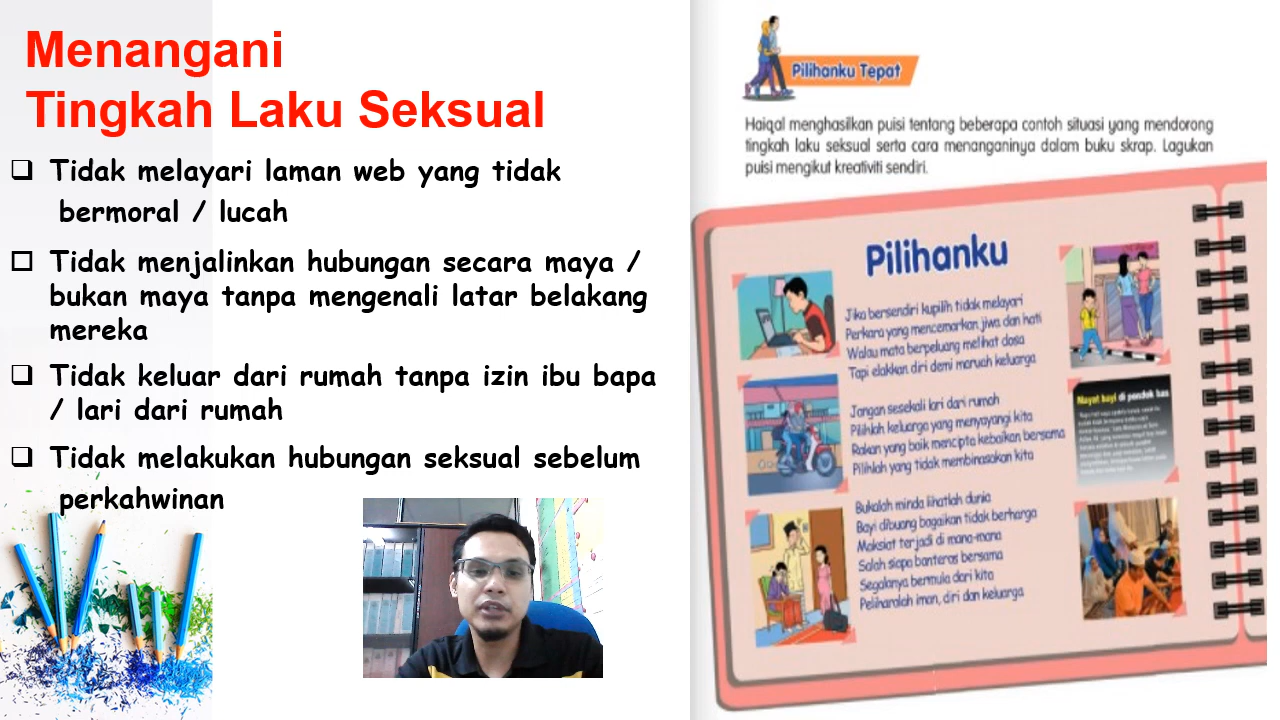 Menangani
Tingkah Laku Seksual
Tidak melayari laman web yang tidak
bermoral / lucah
Tidak menjalinkan hubungan secara maya /
bukan maya tanpa mengenali latar belakang
mereka
Tidak keluar dari rumah tanpa izin ibu bapa
/ lari dari rumah
Tidak melakukan hubungan seksual sebelum
perkahwinan
Pilihanku Tepat
Haiqal menghasilkan puisi tentang beberapa contoh situasi yang mendorong
tingkah laku seksual serta cara menanganinya dalam buku skrap. Lagukan
puisi mengikut kreativiti sendiri.
Pilihanku
Jika bersendiri kupilih tidak melayari
Perkara yang mencemarkan jiwa dan hati
Walau mata berpeluang melihat dosa
Tapi elakkan diri demi maruah keluarga
Jangan sesekali lari dari rumah
Pilihlah keluarga yang menyayangi kita
Rakan yang baik mencipta kebaikan bersama
Pilihlah yang tidak membinasakan kita
Bukalah minda lihatlah dunia
Bayi dibuang bagaikan tidak berharga
Maksiat terjadi di mana-mana
Salah siapa banteras bersama
Segalanya bermula dari kita
Peliharalah iman, diri dan keluarga
Mayat bayi di pondok bas